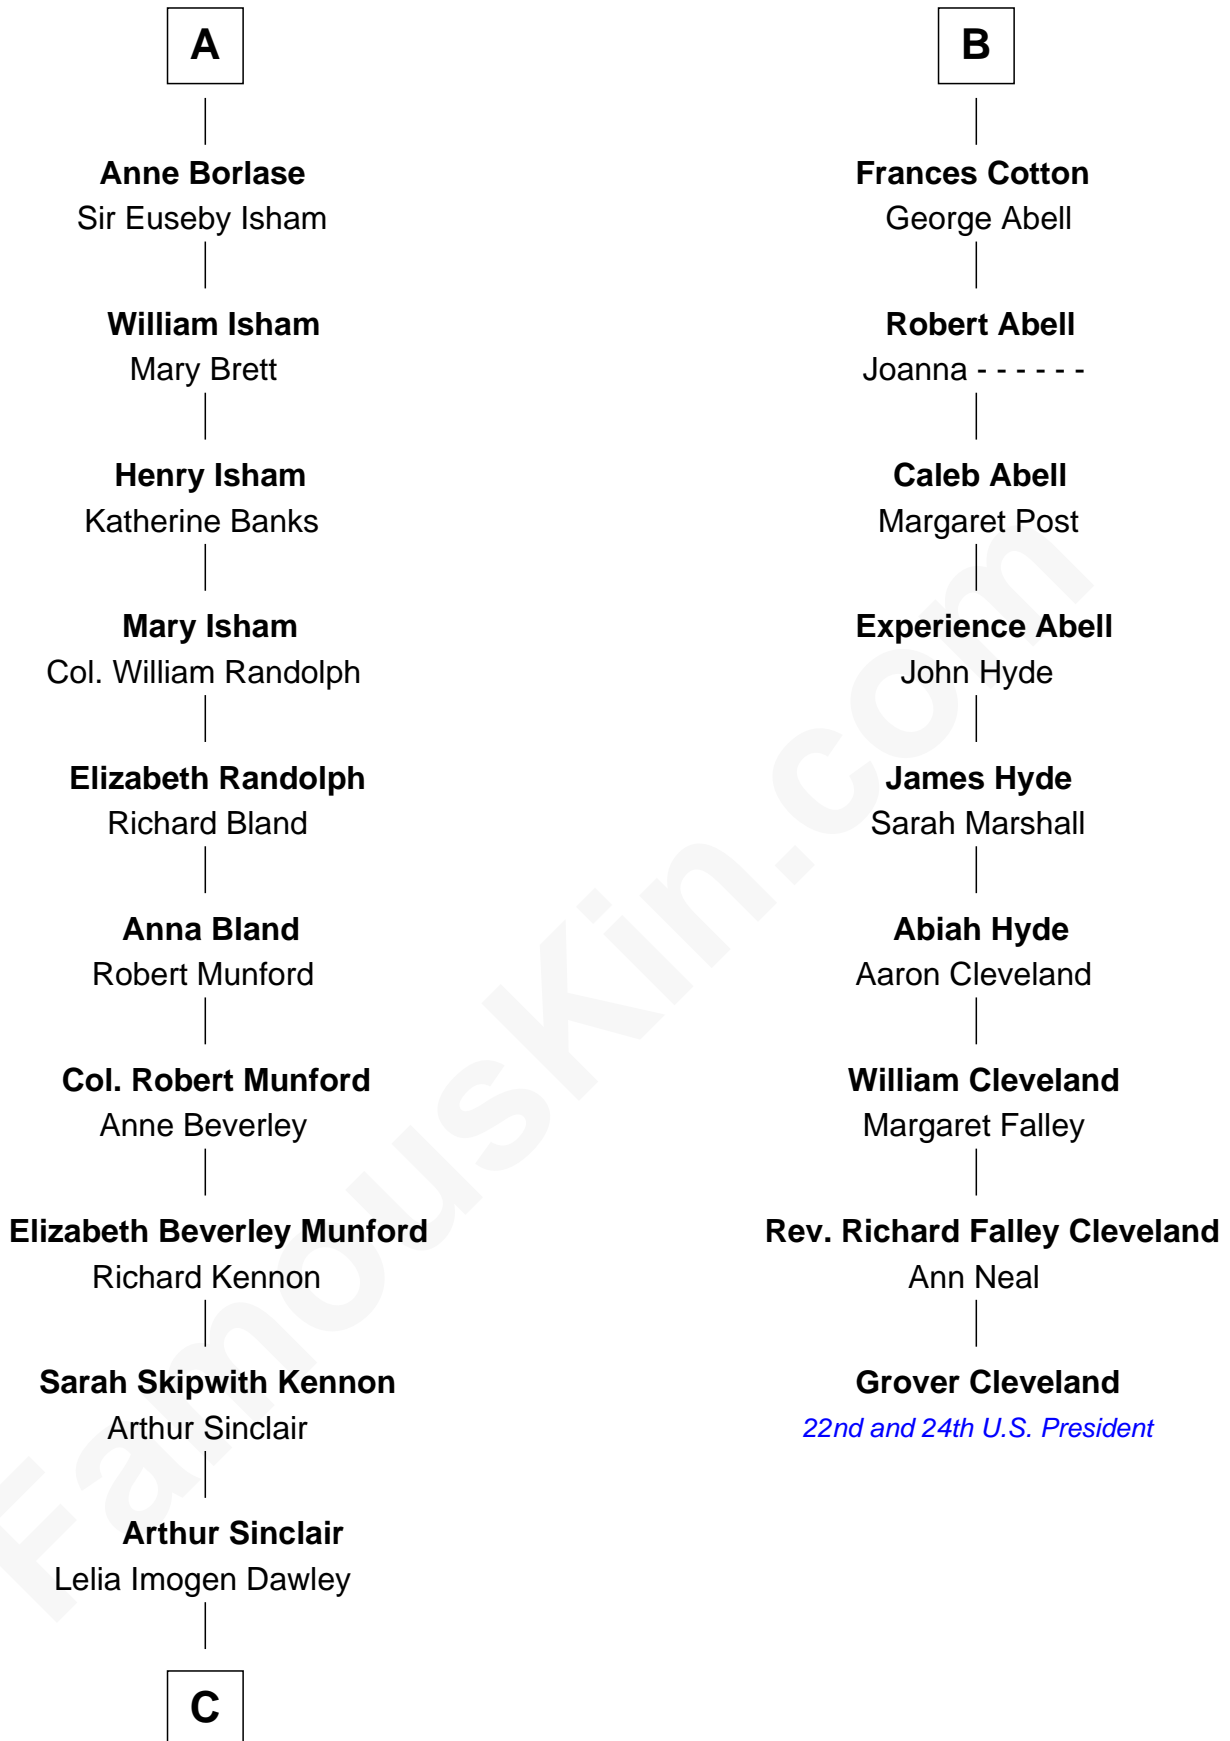 A
Anne Borlase
Sir Euseby Isham
William Isham
Mary Brett
Henry Isham
Katherine Banks
Mary Isham
Col. William Randolph
Elizabeth Randolph
Richard Bland
Anna Bland
Robert Munford
Col. Robert Munford
Anne Beverley
Elizabeth Beverley Munford
Richard Kennon
Sarah Skipwith Kennon
Arthur Sinclair
Arthur Sinclair
Lelia Imogen Dawley
C
B
Frances Cotton
George Abell
Robert Abell
Joanna - - - - - -
Caleb Abell
Margaret Post
Experience Abell
John Hyde
James Hyde
Sarah Marshall
Abiah Hyde
Aaron Cleveland
William Cleveland
Margaret Falley
Rev. Richard Falley Cleveland
Ann Neal
Grover Cleveland
22nd and 24th U.S. President
FamousKin.com